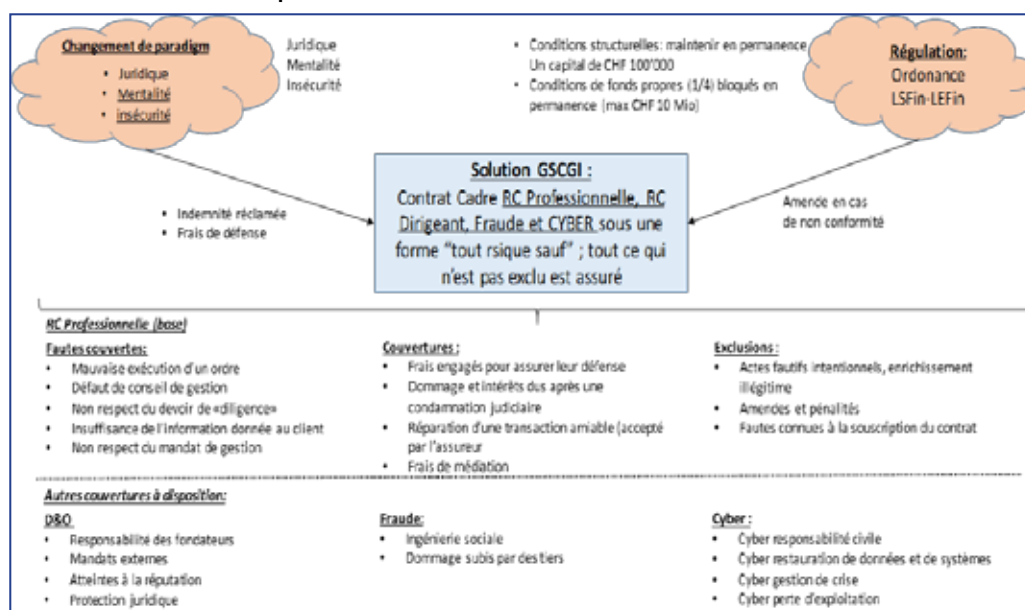 Changement de paradigm
• Juridique
• Mentalité
• insécurité
Juridique
Mentalité
Insécurité
• Conditions structurelles: maintenir en permanence
Un capital de CHF 100'000
• Conditions de fonds propres (1/4) bloqués en
permanence (max CHF 10 Mio)
Régulation:
Ordonance
LSFin-LEFin
Solution GSCGI :
Contrat Cadre RC Professionnelle, RC
Dirigeant, Fraude et CYBER sous une
forme "tout rsique sauf" ; tout ce qui
n'est pas exclu est assuré
• Indemnité réclamée
• Frais de défense
Amende en cas
de non conformité
RC Professionnelle (base)
Fautes couvertes:
• Mauvaise exécution d'un ordre
• Défaut de conseil de gestion
• Non respect du devoir de «diligence»
• Insuffisance de l'information donnée au client
• Non respect du mandat de gestion
Couvertures :
• Frais engagés pour assurer leur défense
• Dommage et intérêts dus après une
condamnation judiciaire
• Réparation d'une transaction amiable (accepté
par l'assureur
• Frais de médiation
Exclusions :
• Actes fautifs intentionnels, enrichissement
illégitime
• Amendes et pénalités
• Fautes connues à la souscription du contrat
Autres couvertures à disposition:
D&O
• Responsabilité des fondateurs
• Mandats externes
• Atteintes à la réputation
• Protection juridique
Fraude:
• Ingénierie sociale
• Dommage subis par des tiers
Cyber :
• Cyber responsabilité civile
• Cyber restauration de données et de systèmes
• Cyber gestion de crise
• Cyber perte d'exploitation